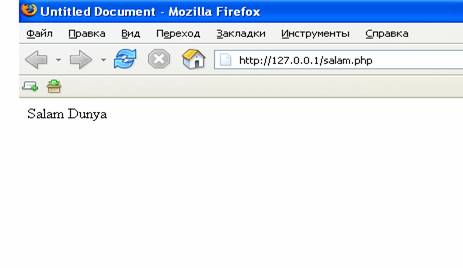 Untitled Document - Mozilla Firefox
Файл Правка Вид Переход Закладки Инструменты Справка
http://127.0.0.1/salam.php
Salam Dunya